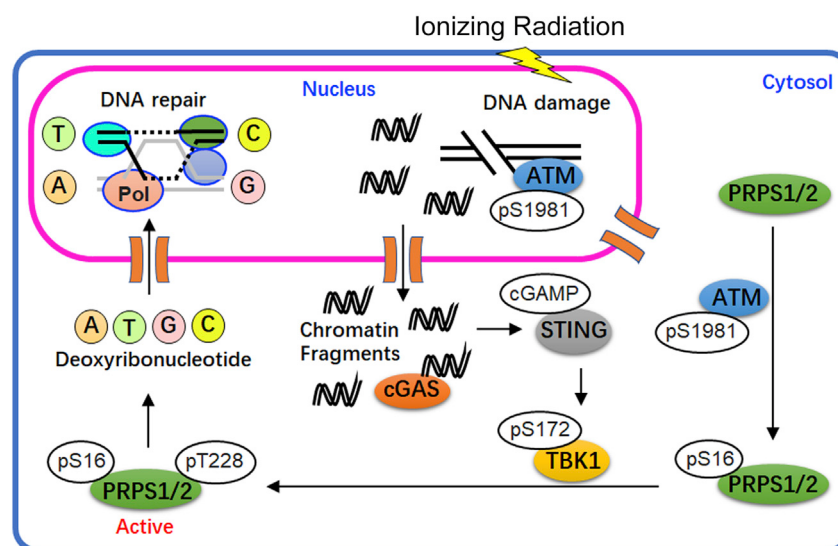 Ionizing Radiation
Nucleus
Cytosol
DNA repair
T
C
A
G
Pol
DNA damage
ATM
pS1981
PRPS1/2
ATM
pS1981
A
T
G
C
Deoxyribonucleotide
Chromatin
Fragments
cGAS
cGAMP
STING
pS172
TBK1
pS16
PRPS1/2
pS16
pT228
PRPS1/2
Active